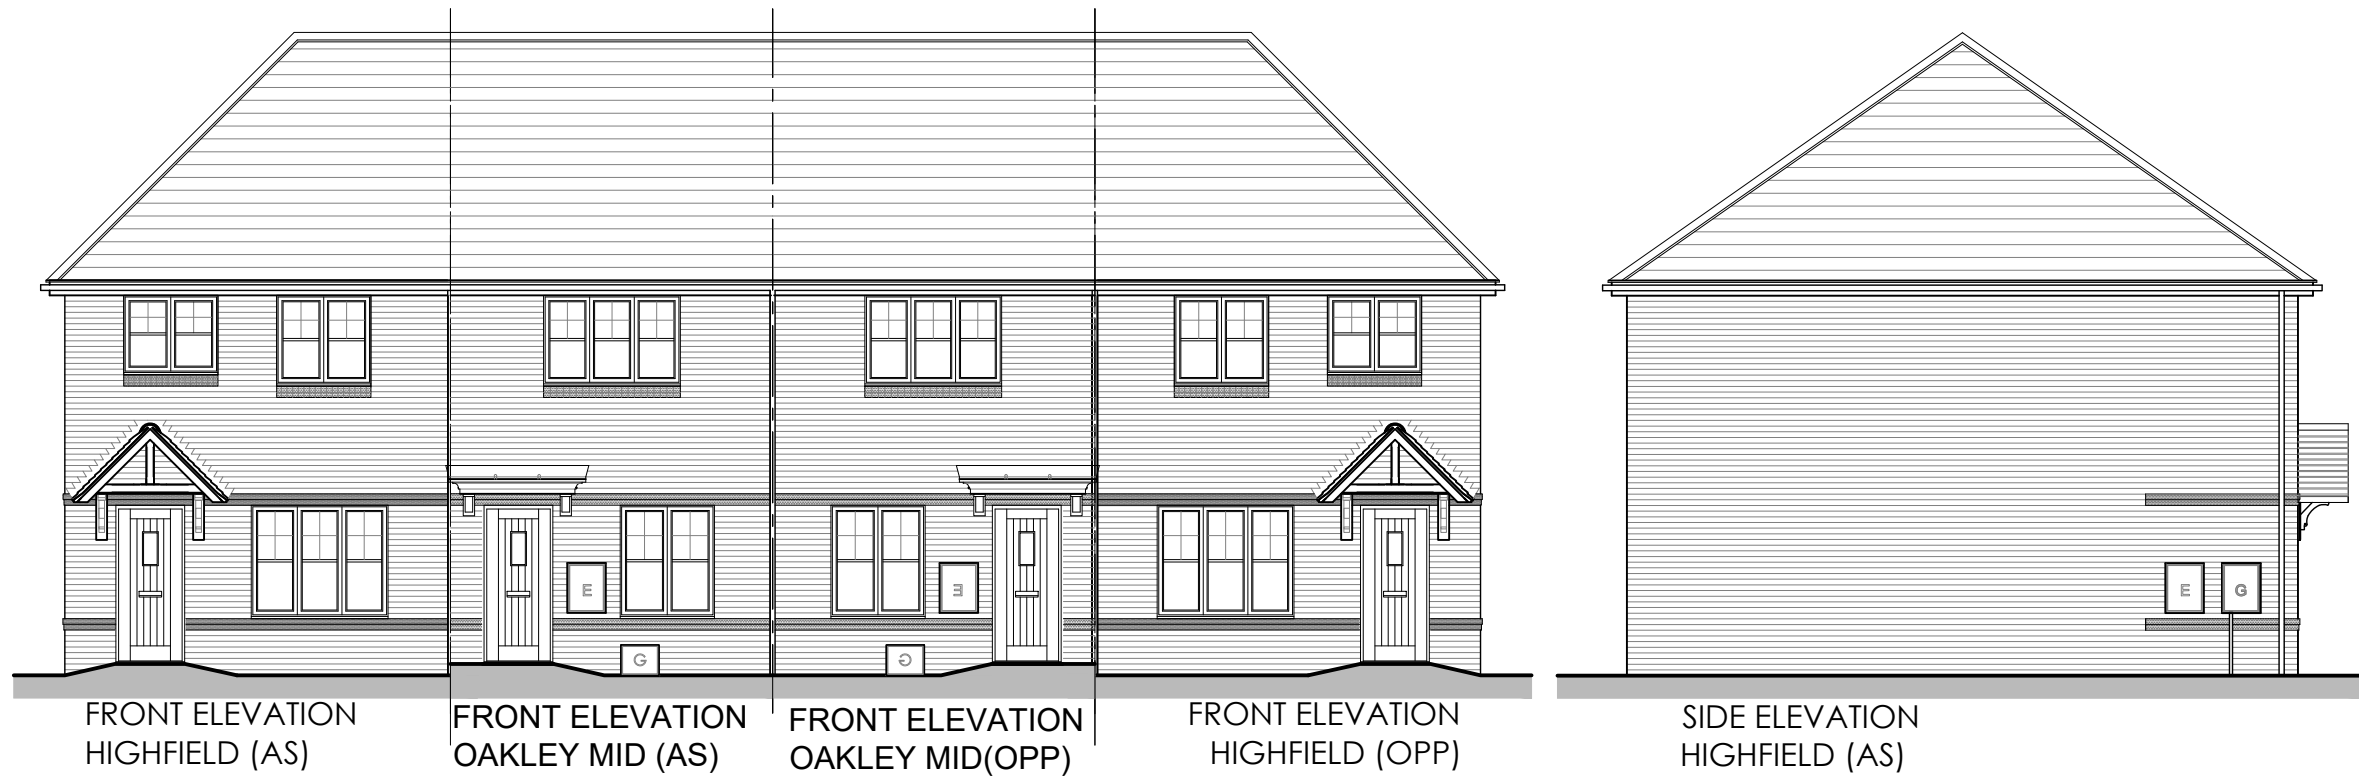 E
E
E
G
G
G
FRONT ELEVATION
HIGHFIELD (AS)
FRONT ELEVATION
OAKLEY MID (AS)
FRONT ELEVATION
OAKLEY MID(OPP)
FRONT ELEVATION
HIGHFIELD (OPP)
SIDE ELEVATION
HIGHFIELD (AS)